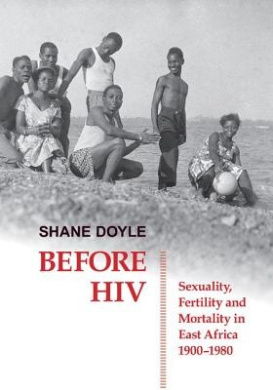 SHANE DOYLE
BEFORE
HIV
Sexuality,
Fertility and
Mortality in
East Africa
1900–1980